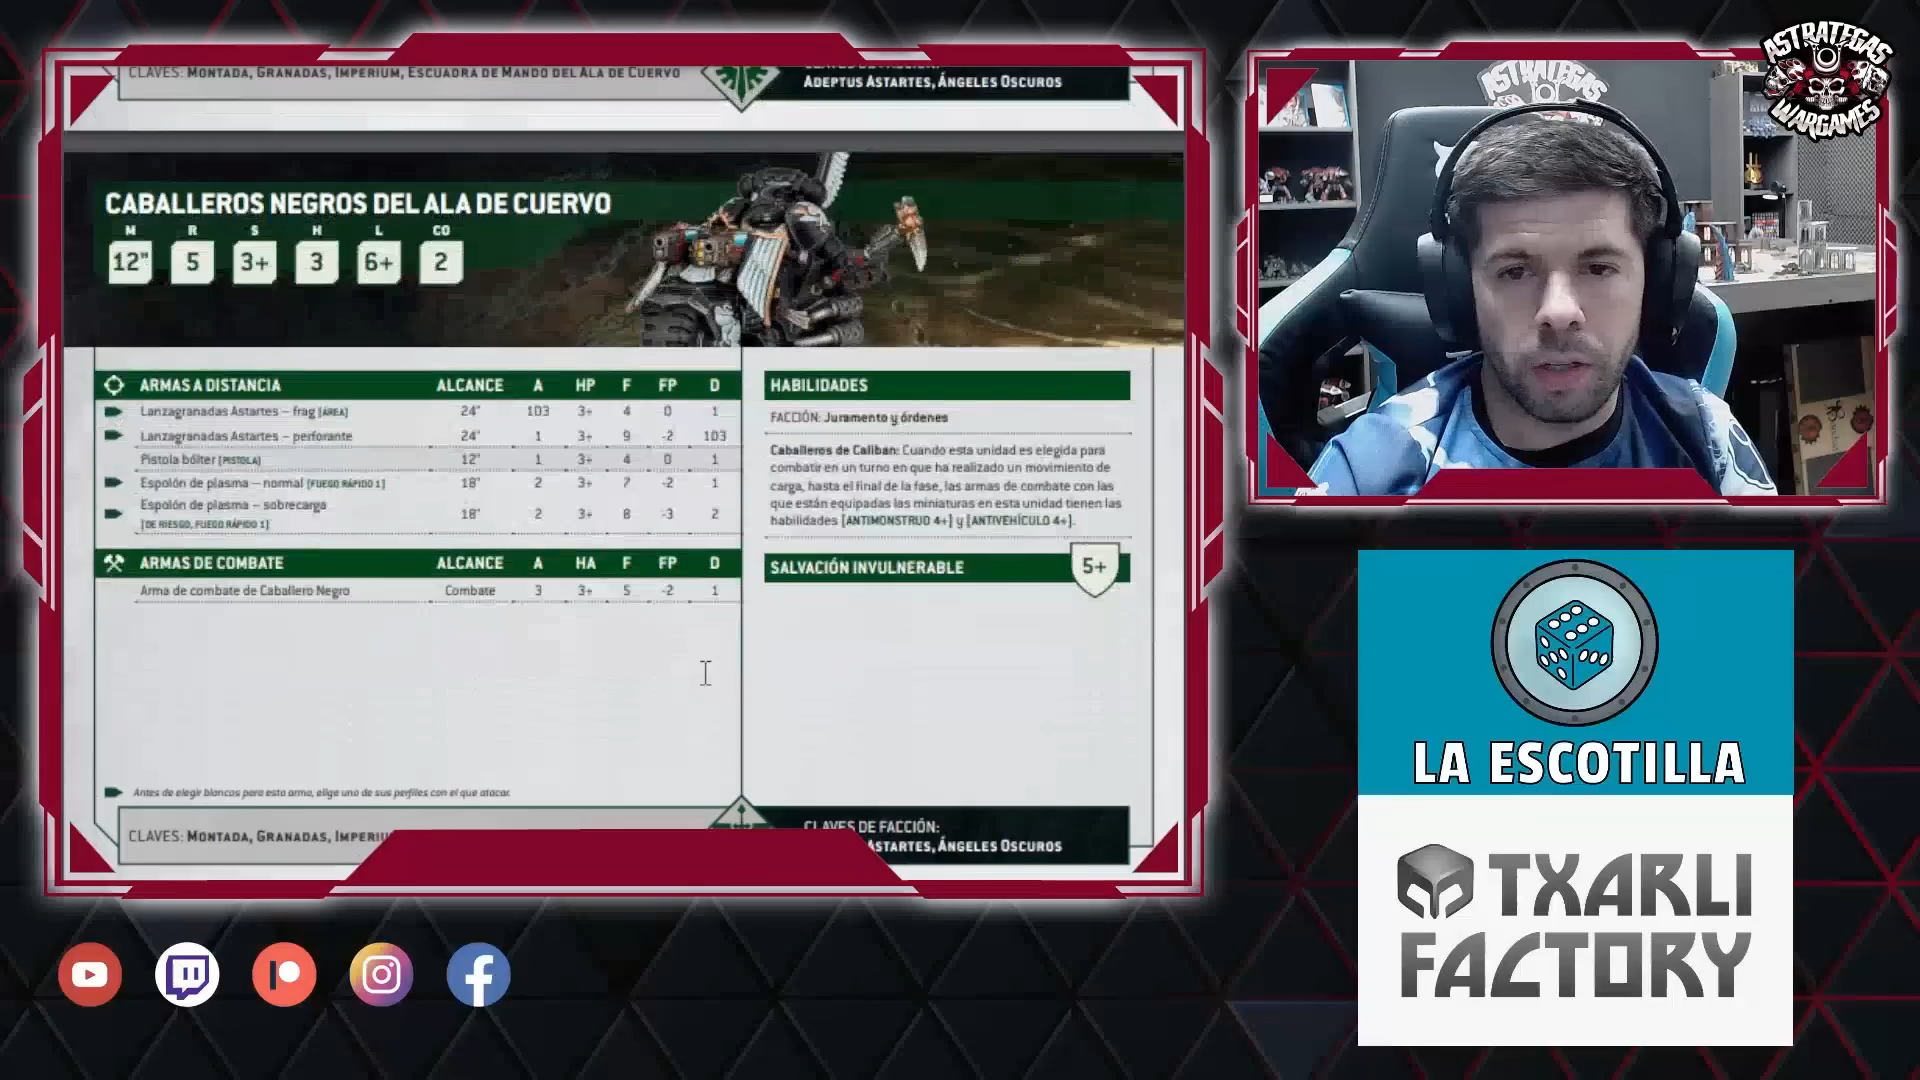 CLAVES: MONTADA, GRANADAS, IMPERIUM, ESCUADRA DE MANDO DEL ALA DE CUERVO
ADEPTUS ASTARTES, ÁNGELES OSCUROS
CABALLEROS NEGROS DEL ALA DE CUERVO
M R S H L CO
12" 5 3+ 3 6+ 2
ARMAS A DISTANCIA ALCANCE A HP F FP D
Lanzagranadas Astartes – frag [ÁREA] 24" 1D3 3+ 4 0 1
Lanzagranadas Astartes – perforante 24" 1 3+ 9 -2 1D3
Pistola bólter [PISTOLA] 12" 1 3+ 4 0 1
Espolón de plasma – normal [FUEGO RÁPIDO 1] 18" 2 3+ 7 -2 1
Espolón de plasma – sobrecarga
[DE RIESGO, FUEGO RÁPIDO 1] 18" 2 3+ 8 -3 2
ARMAS DE COMBATE ALCANCE A HA F FP D
Arma de combate de Caballero Negro Combate 3 3+ 5 -2 1
Antes de elegir blancos para esta arma, elige uno de sus perfiles con el que atacar.
CLAVES: MONTADA, GRANADAS,
HABILIDADES
FACCIÓN: Juramento y órdenes
Caballeros de Caliban: Cuando esta unidad es elegida para
combatir en un turno en que ha realizado un movimiento de
carga, hasta el final de la fase, las armas de combate con las
que están equipadas las miniaturas en esta unidad tienen las
habilidades [ANTIMONSTRUO 4+] y [ANTIVEHÍCULO 4+].
SALVACIÓN INVULNERABLE 5+
CLAVES DE FACCIÓN:
ASTARTES, ÁNGELES OSCUROS
ASTRATEGAS
WARGAMES
LA ESCOTILLA
TXARLI
FACTORY